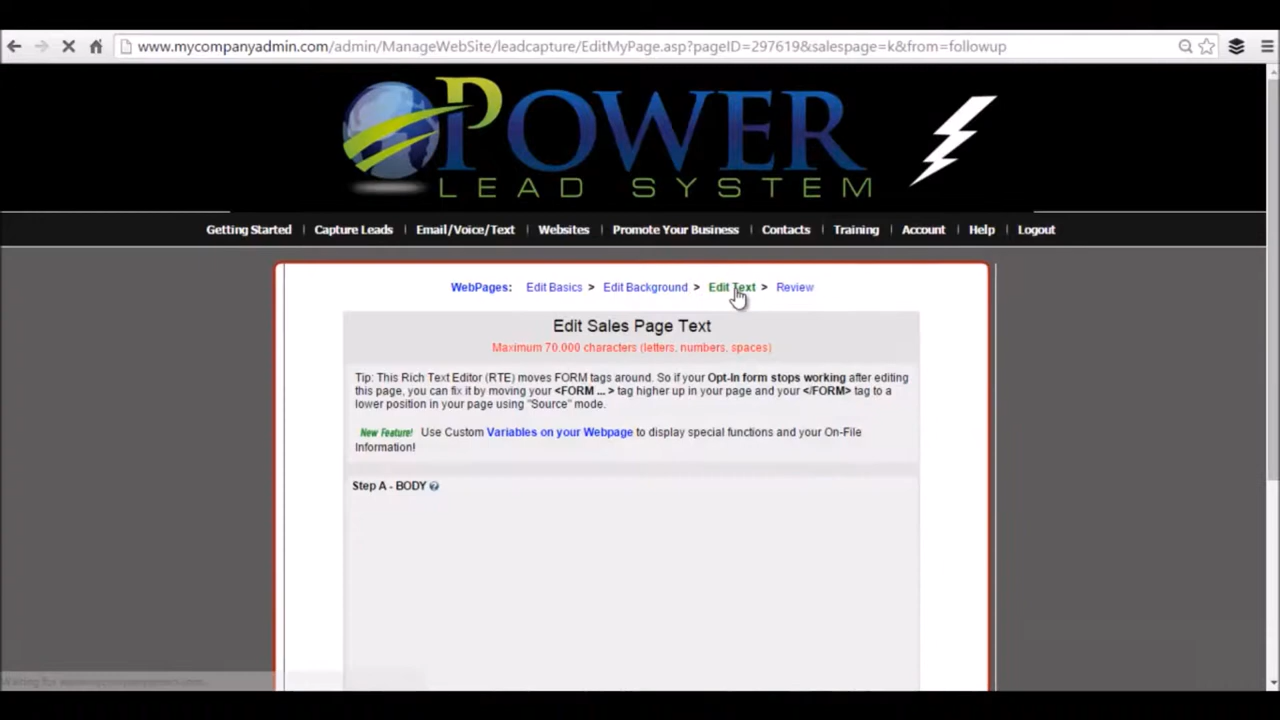 www.mycompanyadmin.com/admin/ManageWebSite/leadcapture/EditMyPage.asp?pageID=297619&salespage=k&from=followup
POWER
LEAD SYSTEM
Getting Started | Capture Leads | Email/Voice/Text | Websites | Promote Your Business | Contacts | Training | Account | Help | Logout
WebPages: Edit Basics > Edit Background > Edit Text > Review
Edit Sales Page Text
Maximum 70,000 characters (letters, numbers, spaces)
Tip: This Rich Text Editor (RTE) moves FORM tags around. So if your Opt-In form stops working after editing
this page, you can fix it by moving your <FORM ... > tag higher up in your page and your </FORM> tag to a
lower position in your page using "Source" mode.
New Feature! Use Custom Variables on your Webpage to display special functions and your On-File
Information!
Step A - BODY